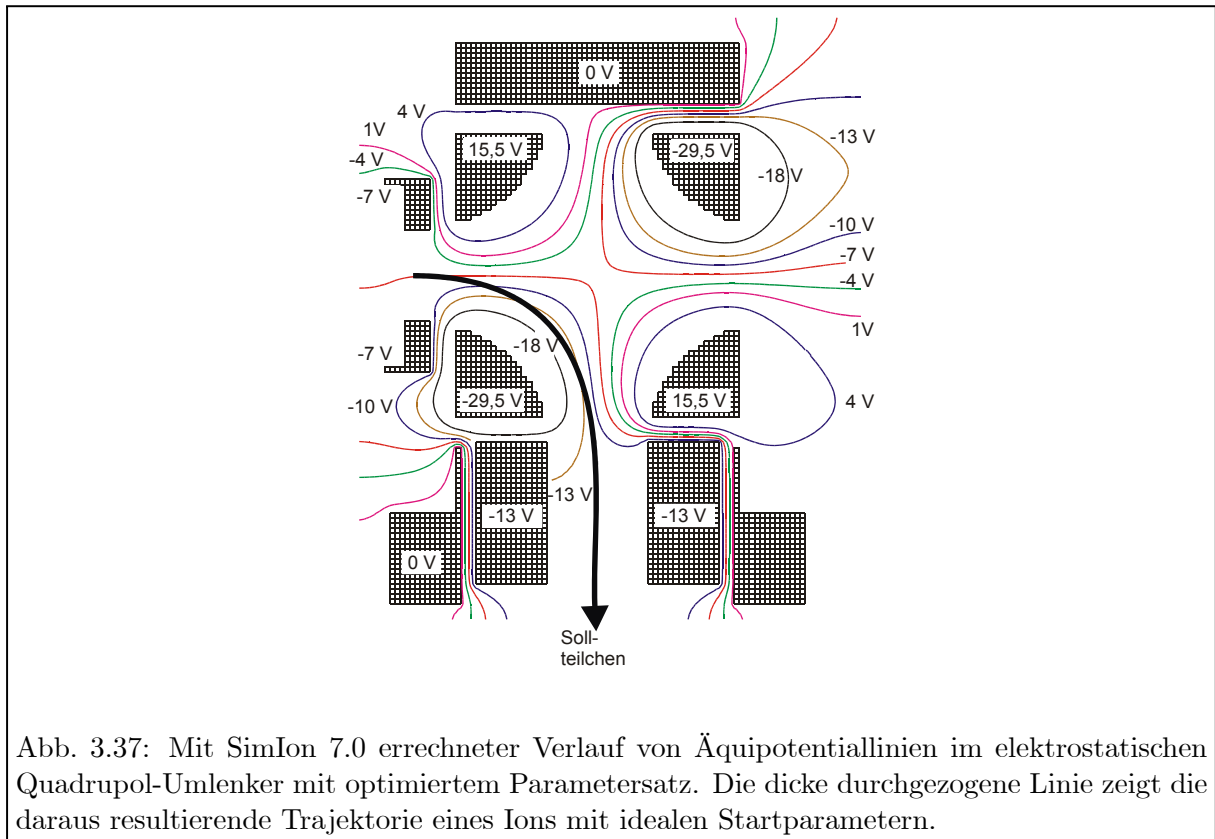 0 V
4 V
1V
-4 V
-7 V
15,5 V
-29,5 V
-13 V
-18 V
-10 V
-7 V
-4 V
1V
-7 V
-18 V
-10 V
-29,5 V
15,5 V
4 V
-13 V
-13 V
-13 V
0 V
Soll-
teilchen
Abb. 3.37: Mit SimIon 7.0 errechneter Verlauf von Äquipotentiallinien im elektrostatischen
Quadrupol-Umlenker mit optimiertem Parametersatz. Die dicke durchgezogene Linie zeigt die
daraus resultierende Trajektorie eines Ions mit idealen Startparametern.